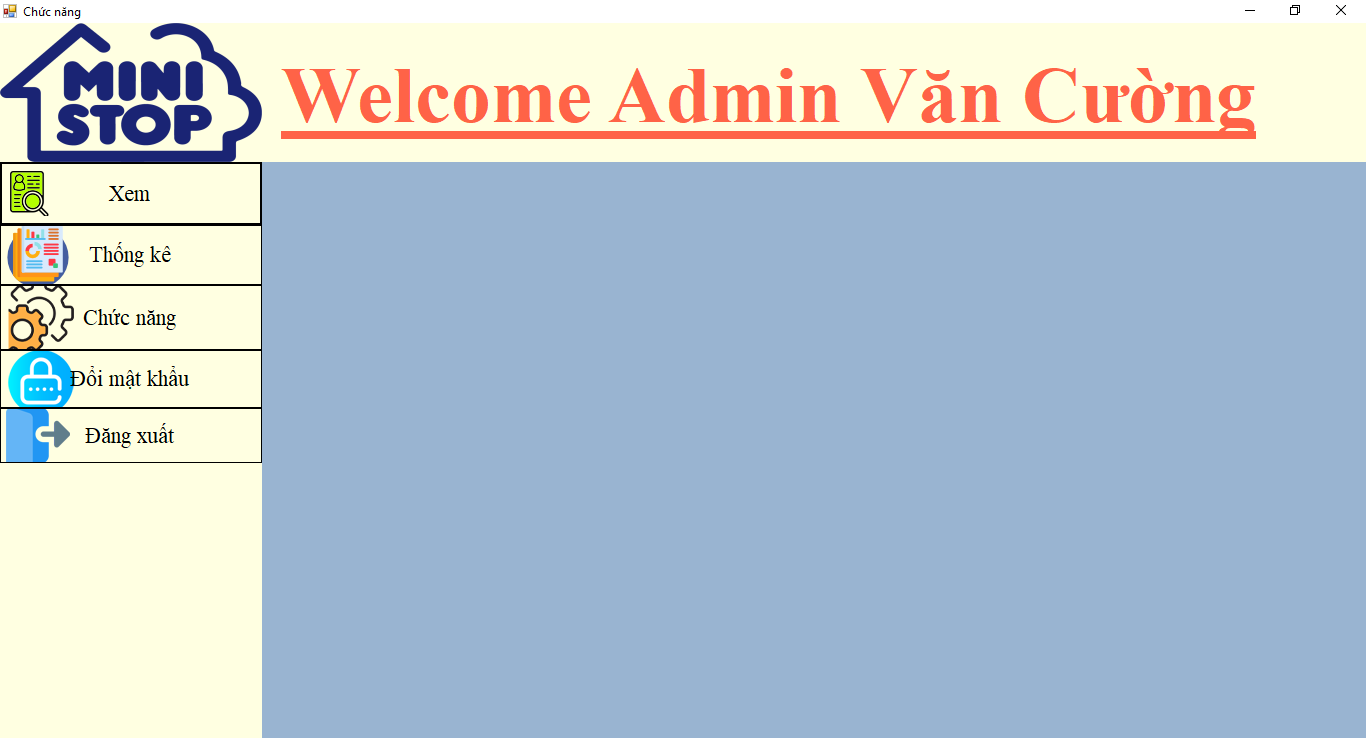 Chức năng
MINI
STOP
Welcome Admin Văn Cường
Xem
Thống kê
Chức năng
Đổi mật khẩu
Đăng xuất